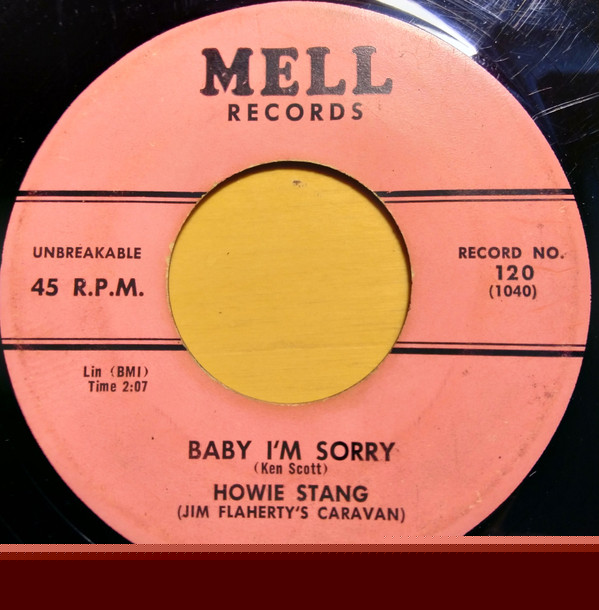 MELL
RECORDS
UNBREAKABLE
45 R.P.M.
RECORD NO.
120
(1040)
Lin (BMI)
Time 2:07
BABY I'M SORRY
(Ken Scott)
HOWIE STANG
(JIM FLAHERTY'S CARAVAN)